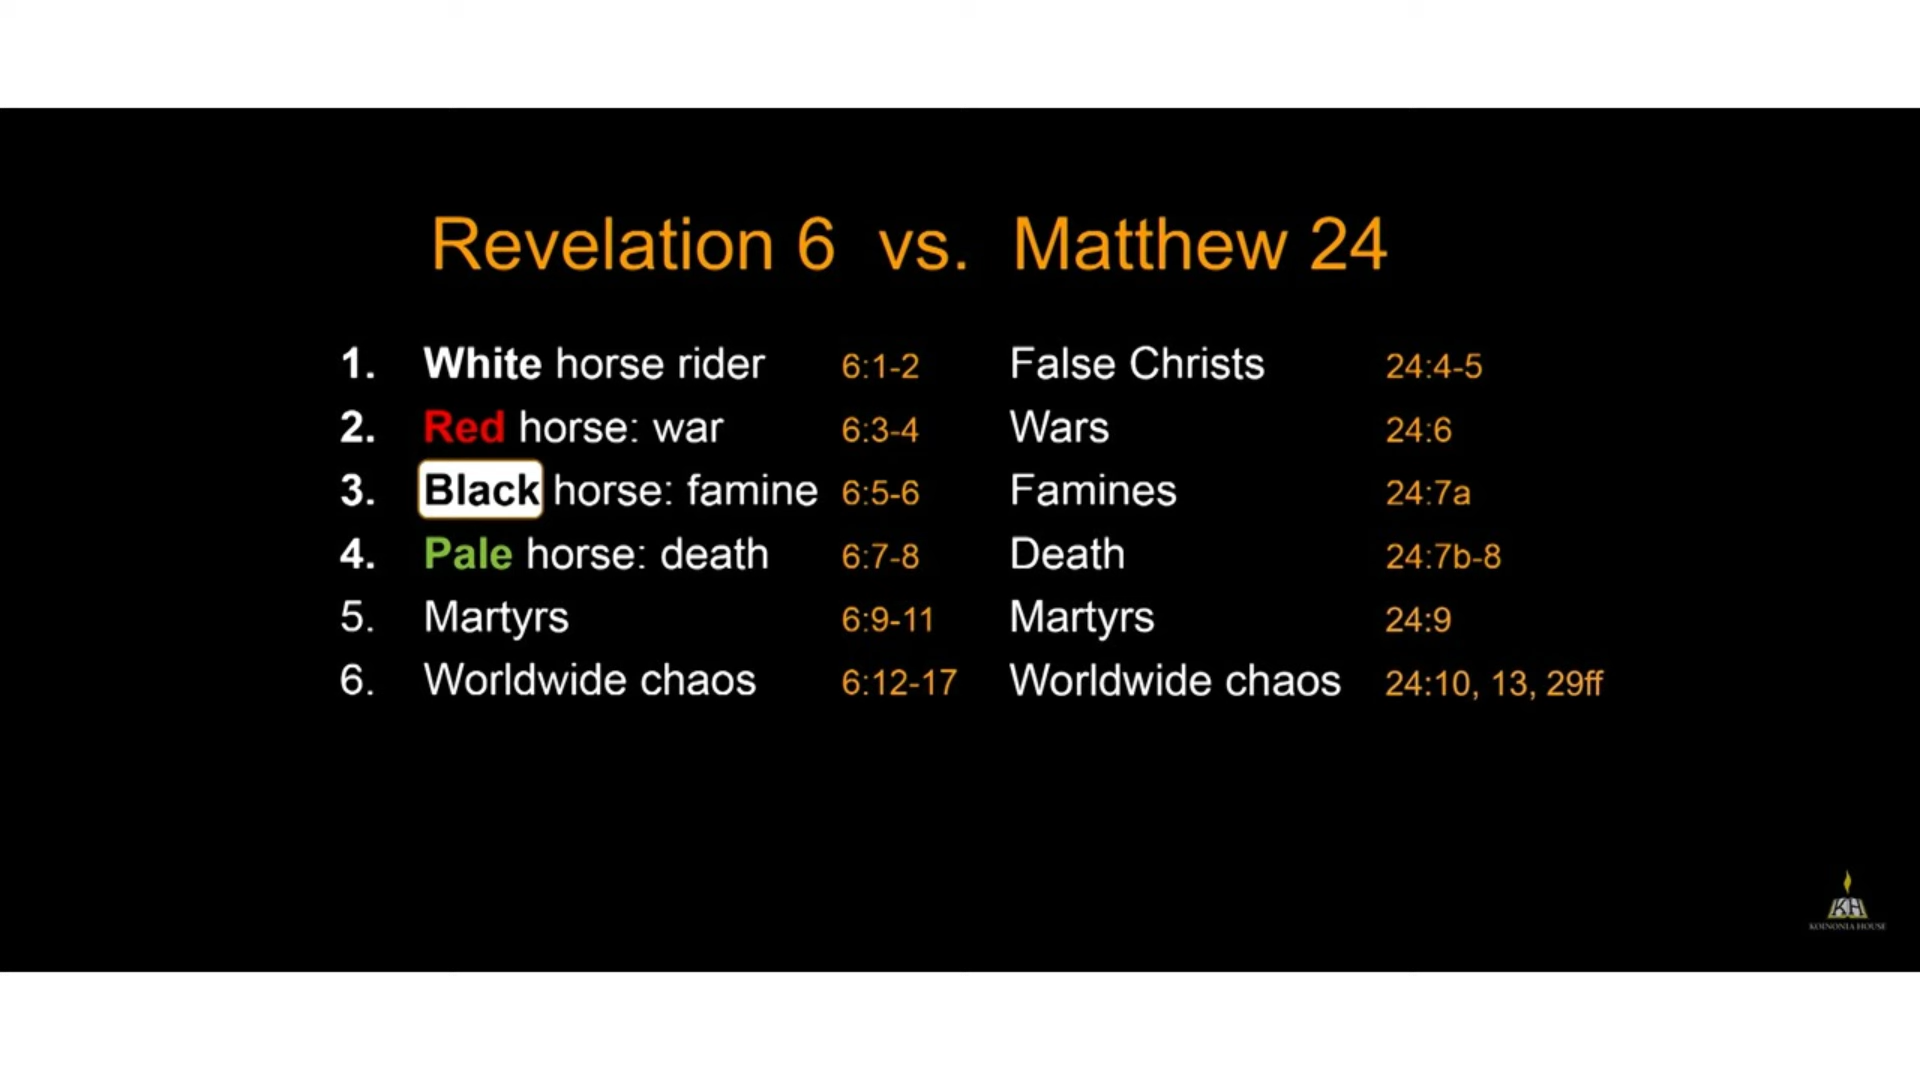 Revelation 6 vs. Matthew 24
1. White horse rider 6:1-2 False Christs 24:4-5
2. Red horse: war 6:3-4 Wars 24:6
3. Black horse: famine 6:5-6 Famines 24:7a
4. Pale horse: death 6:7-8 Death 24:7b-8
5. Martyrs 6:9-11 Martyrs 24:9
6. Worldwide chaos 6:12-17 Worldwide chaos 24:10, 13, 29ff
KH
KOINONIA HOUSE